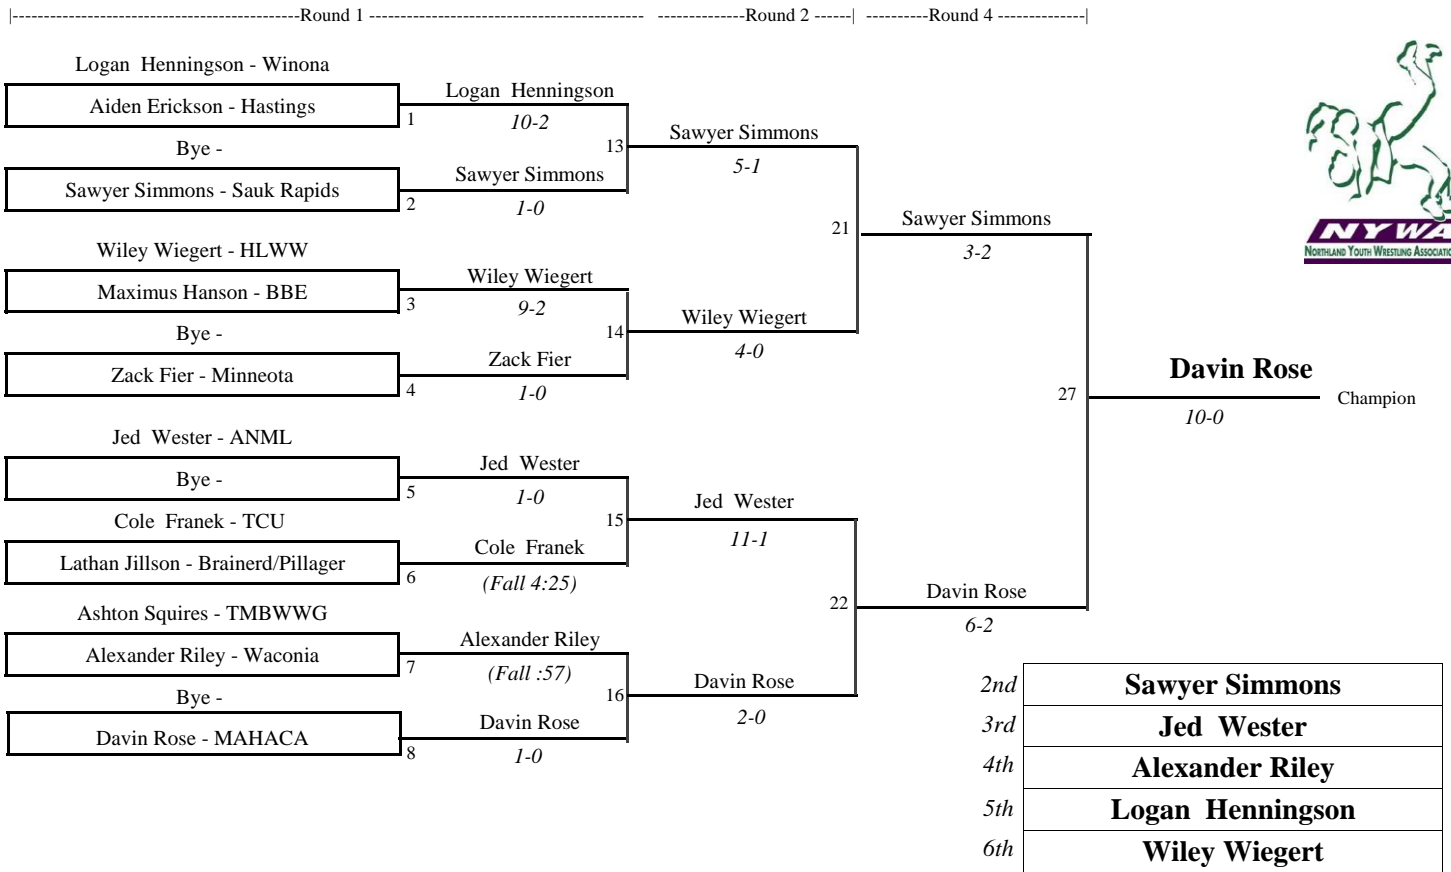 |--------------------------------------------Round 1 ------------------------------------------ --------------Round 2 ------| ----------Round 4 --------------|
Logan Henningson - Winona
Aiden Erickson - Hastings
1
Bye -
Sawyer Simmons - Sauk Rapids
2
Wiley Wiegert - HLWW
Maximus Hanson - BBE
3
Bye -
Zack Fier - Minneota
4
Jed Wester - ANML
Bye -
5
Cole Franek - TCU
Lathan Jillson - Brainerd/Pillager
6
Ashton Squires - TMBWWG
Alexander Riley - Waconia
7
Bye -
Davin Rose - MAHACA
8
Logan Henningson
10-2
13
Sawyer Simmons
1-0
Wiley Wiegert
9-2
14
Zack Fier
1-0
Jed Wester
1-0
15
Cole Franek
(Fall 4:25)
Alexander Riley
(Fall :57)
16
Davin Rose
1-0
Sawyer Simmons
5-1
21
Wiley Wiegert
4-0
Jed Wester
11-1
22
Davin Rose
2-0
Sawyer Simmons
3-2
27
Davin Rose
6-2
Davin Rose
Champion
10-0
NYWA
NORTHLAND YOUTH WRESTLING ASSOCIATIO
2nd Sawyer Simmons
3rd Jed Wester
4th Alexander Riley
5th Logan Henningson
6th Wiley Wiegert